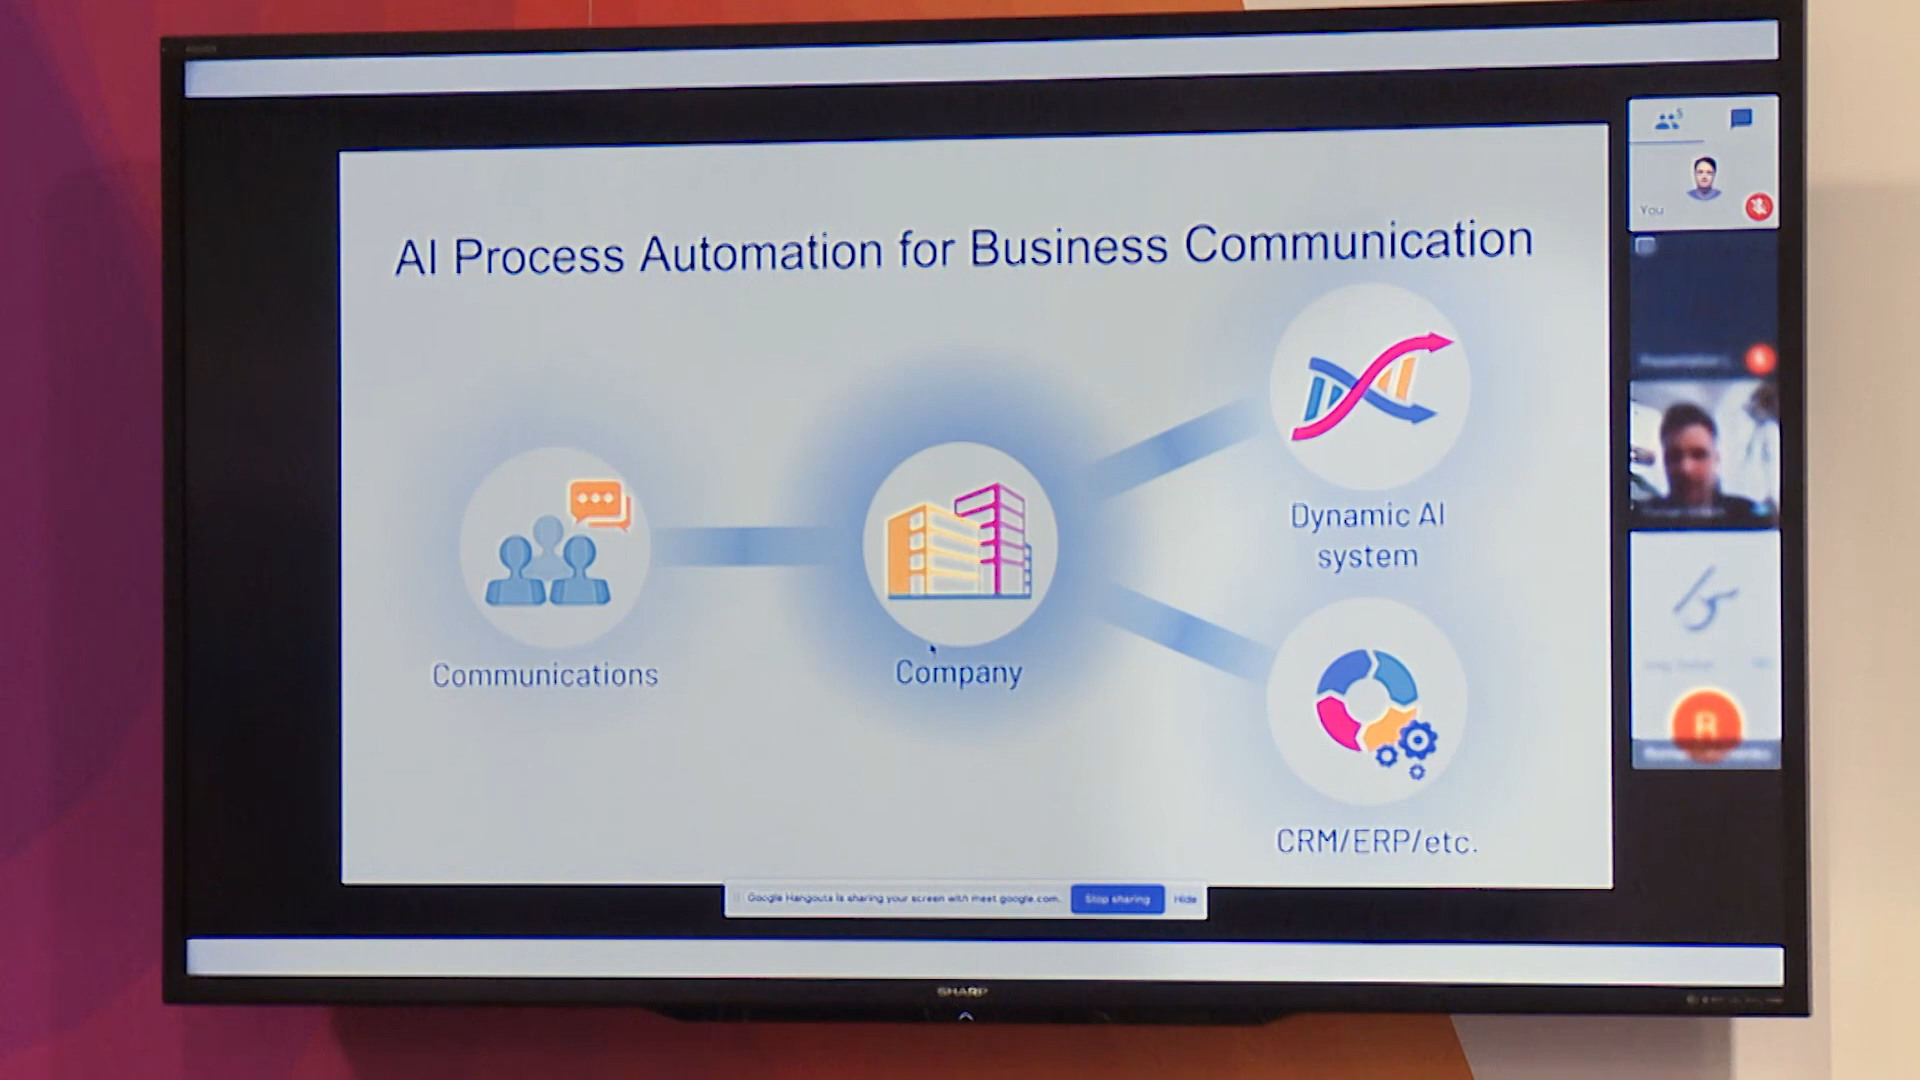 AI Process Automation for Business Communication
Communications
Company
Dynamic AI
system
CRM/ERP/etc.
5
You
R
Google Hangouts is sharing your screen with meet.google.com.
Stop sharing
Hide
SHARP